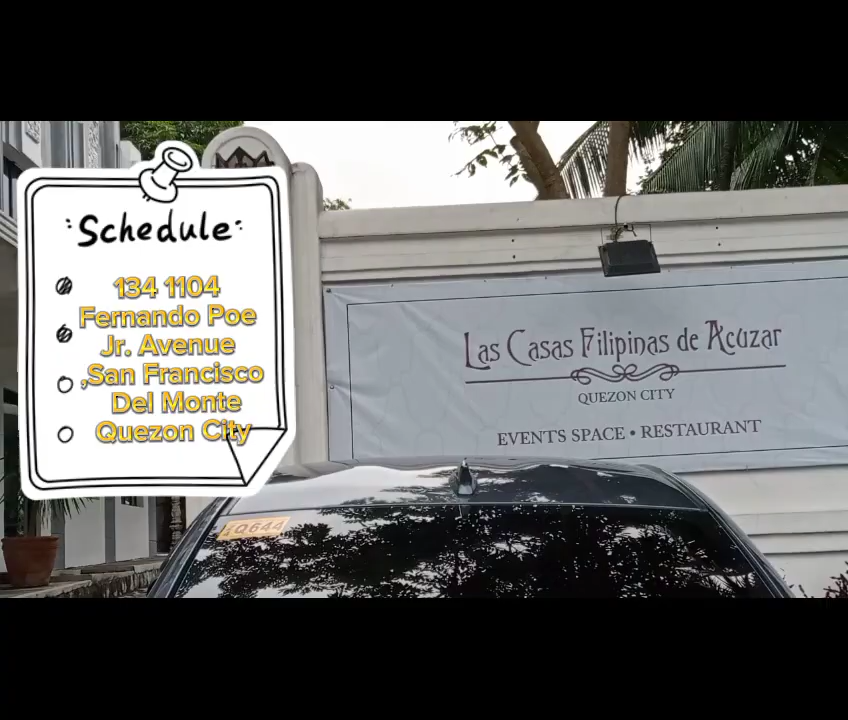 Schedule
134 1104
Fernando Poe
Jr. Avenue
,San Francisco
Del Monte
Quezon City
Las Casas Filipinas de Acuzar
QUEZON CITY
EVENTS SPACE • RESTAURANT
Q644